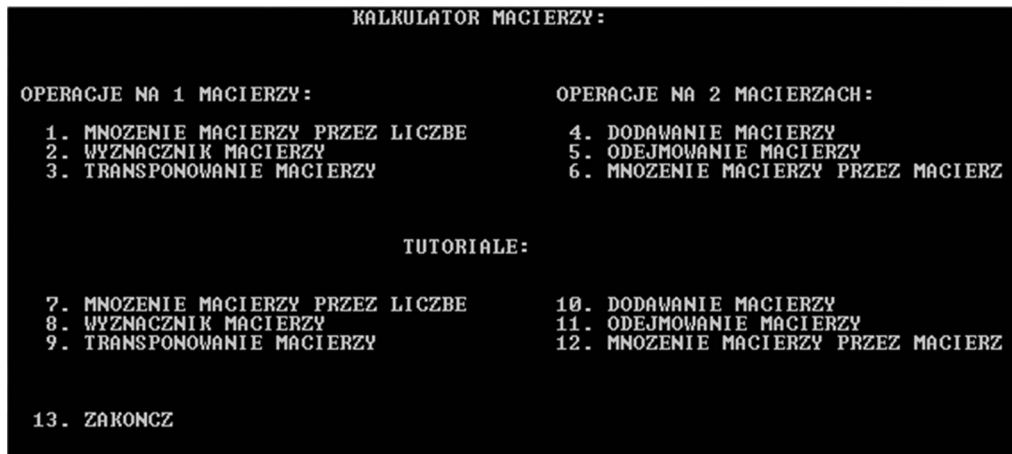 KALKULATOR MACIERZY:
OPERACJE NA 1 MACIERZY:
1. MNOZENIE MACIERZY PRZEZ LICZBE
2. WYZNACZNIK MACIERZY
3. TRANSPONOWANIE MACIERZY
OPERACJE NA 2 MACIERZACH:
4. DODAWANIE MACIERZY
5. ODEJMOWANIE MACIERZY
6. MNOZENIE MACIERZY PRZEZ MACIERZ
TUTORIALE:
7. MNOZENIE MACIERZY PRZEZ LICZBE
8. WYZNACZNIK MACIERZY
9. TRANSPONOWANIE MACIERZY
10. DODAWANIE MACIERZY
11. ODEJMOWANIE MACIERZY
12. MNOZENIE MACIERZY PRZEZ MACIERZ
13. ZAKONCZ